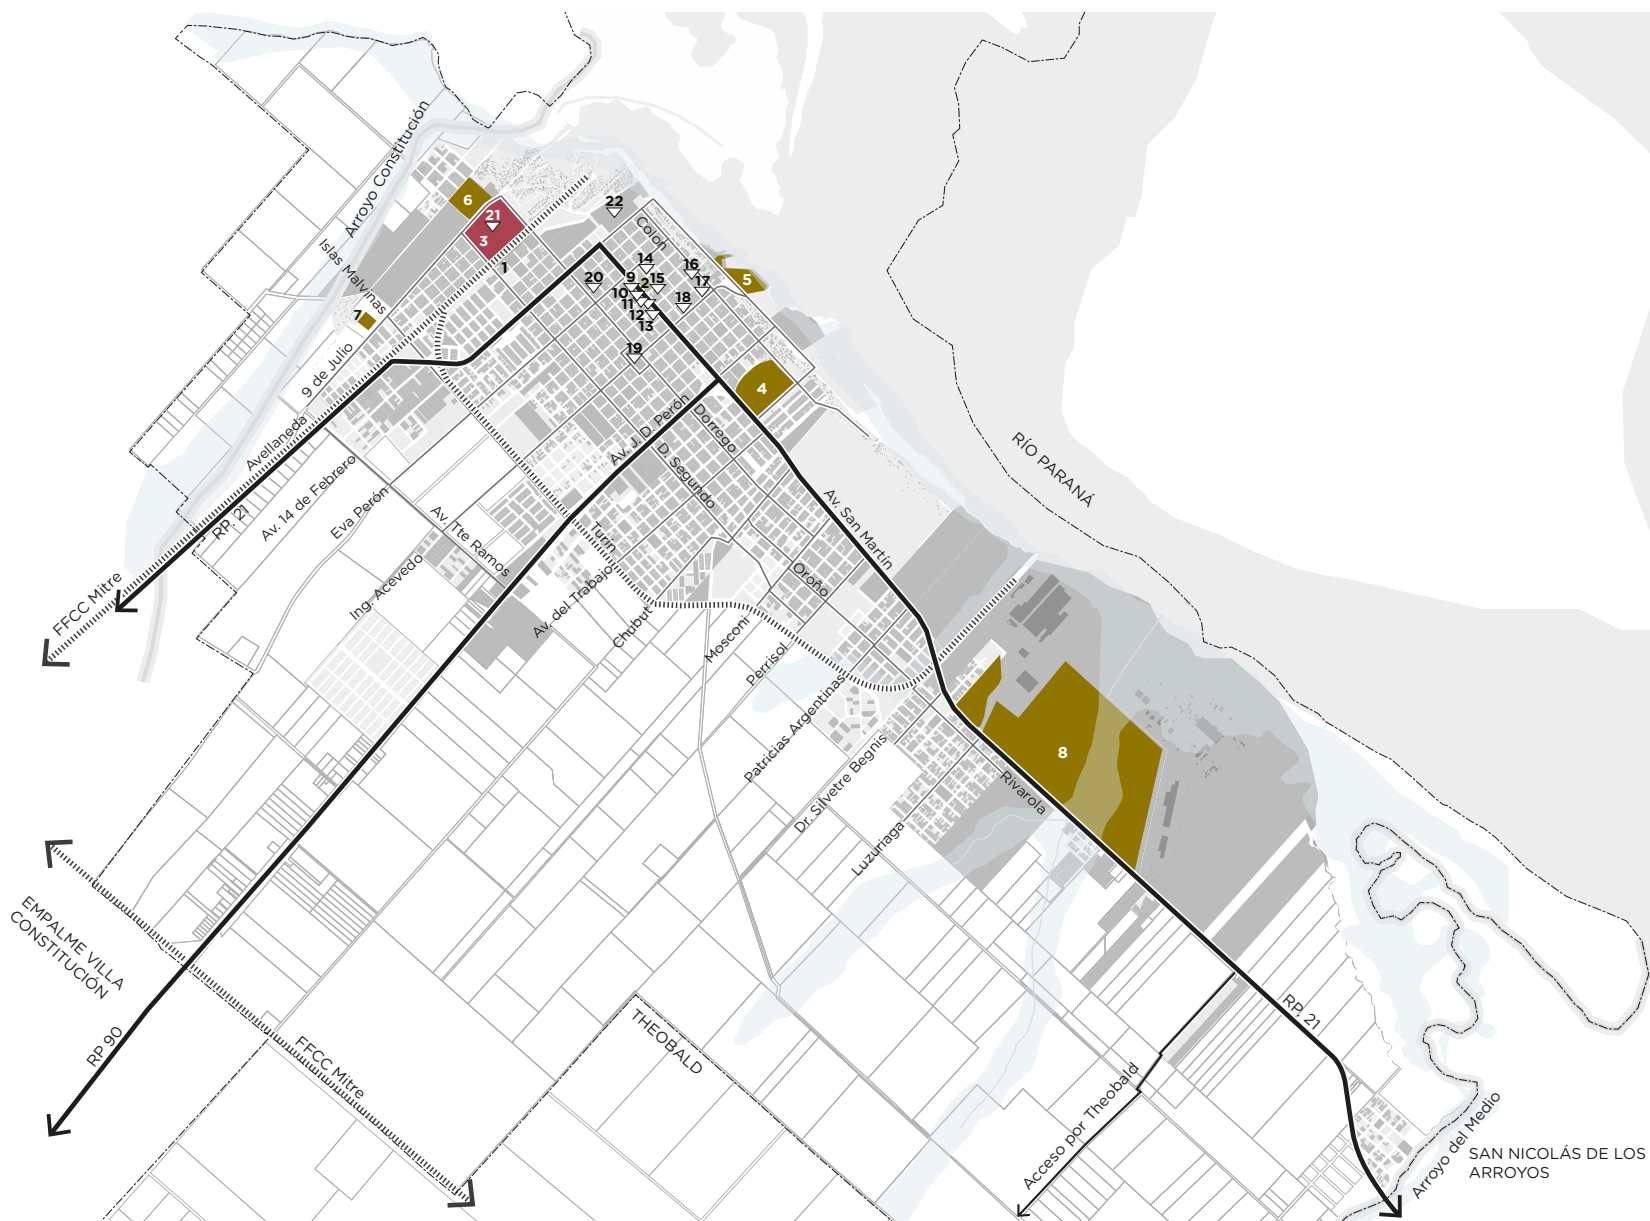 Arroyo Constitución
6
21
3
22
Colon
1
Islas Malvinas
20
14
9
2
15
16
17
5
10
11
18
12
13
7
19
9 de Julio
4
Avellaneda
Av. J. D. Perón
Dorrego
D. Segundo
RÍO PARANÁ
RP. 21
Av. 14 de Febrero
Eva Perón
Av. Tte Ramos
Turin
Av. San Martín
Oroño
FFCC Mitre
Ing. Acevedo
Av. del Trabajo
Chubut
Mosconi
Perrisol
Patricias Argentinas
Dr. Silvetre Begnis
Luzuriaga
8
Rivarola
EMPALME VILLA
CONSTITUCIÓN
RP 90
FFCC Mitre
THEOBALD
RP. 21
Acceso por Theobald
Arroyo del Medio
SAN NICOLÁS DE LOS
ARROYOS